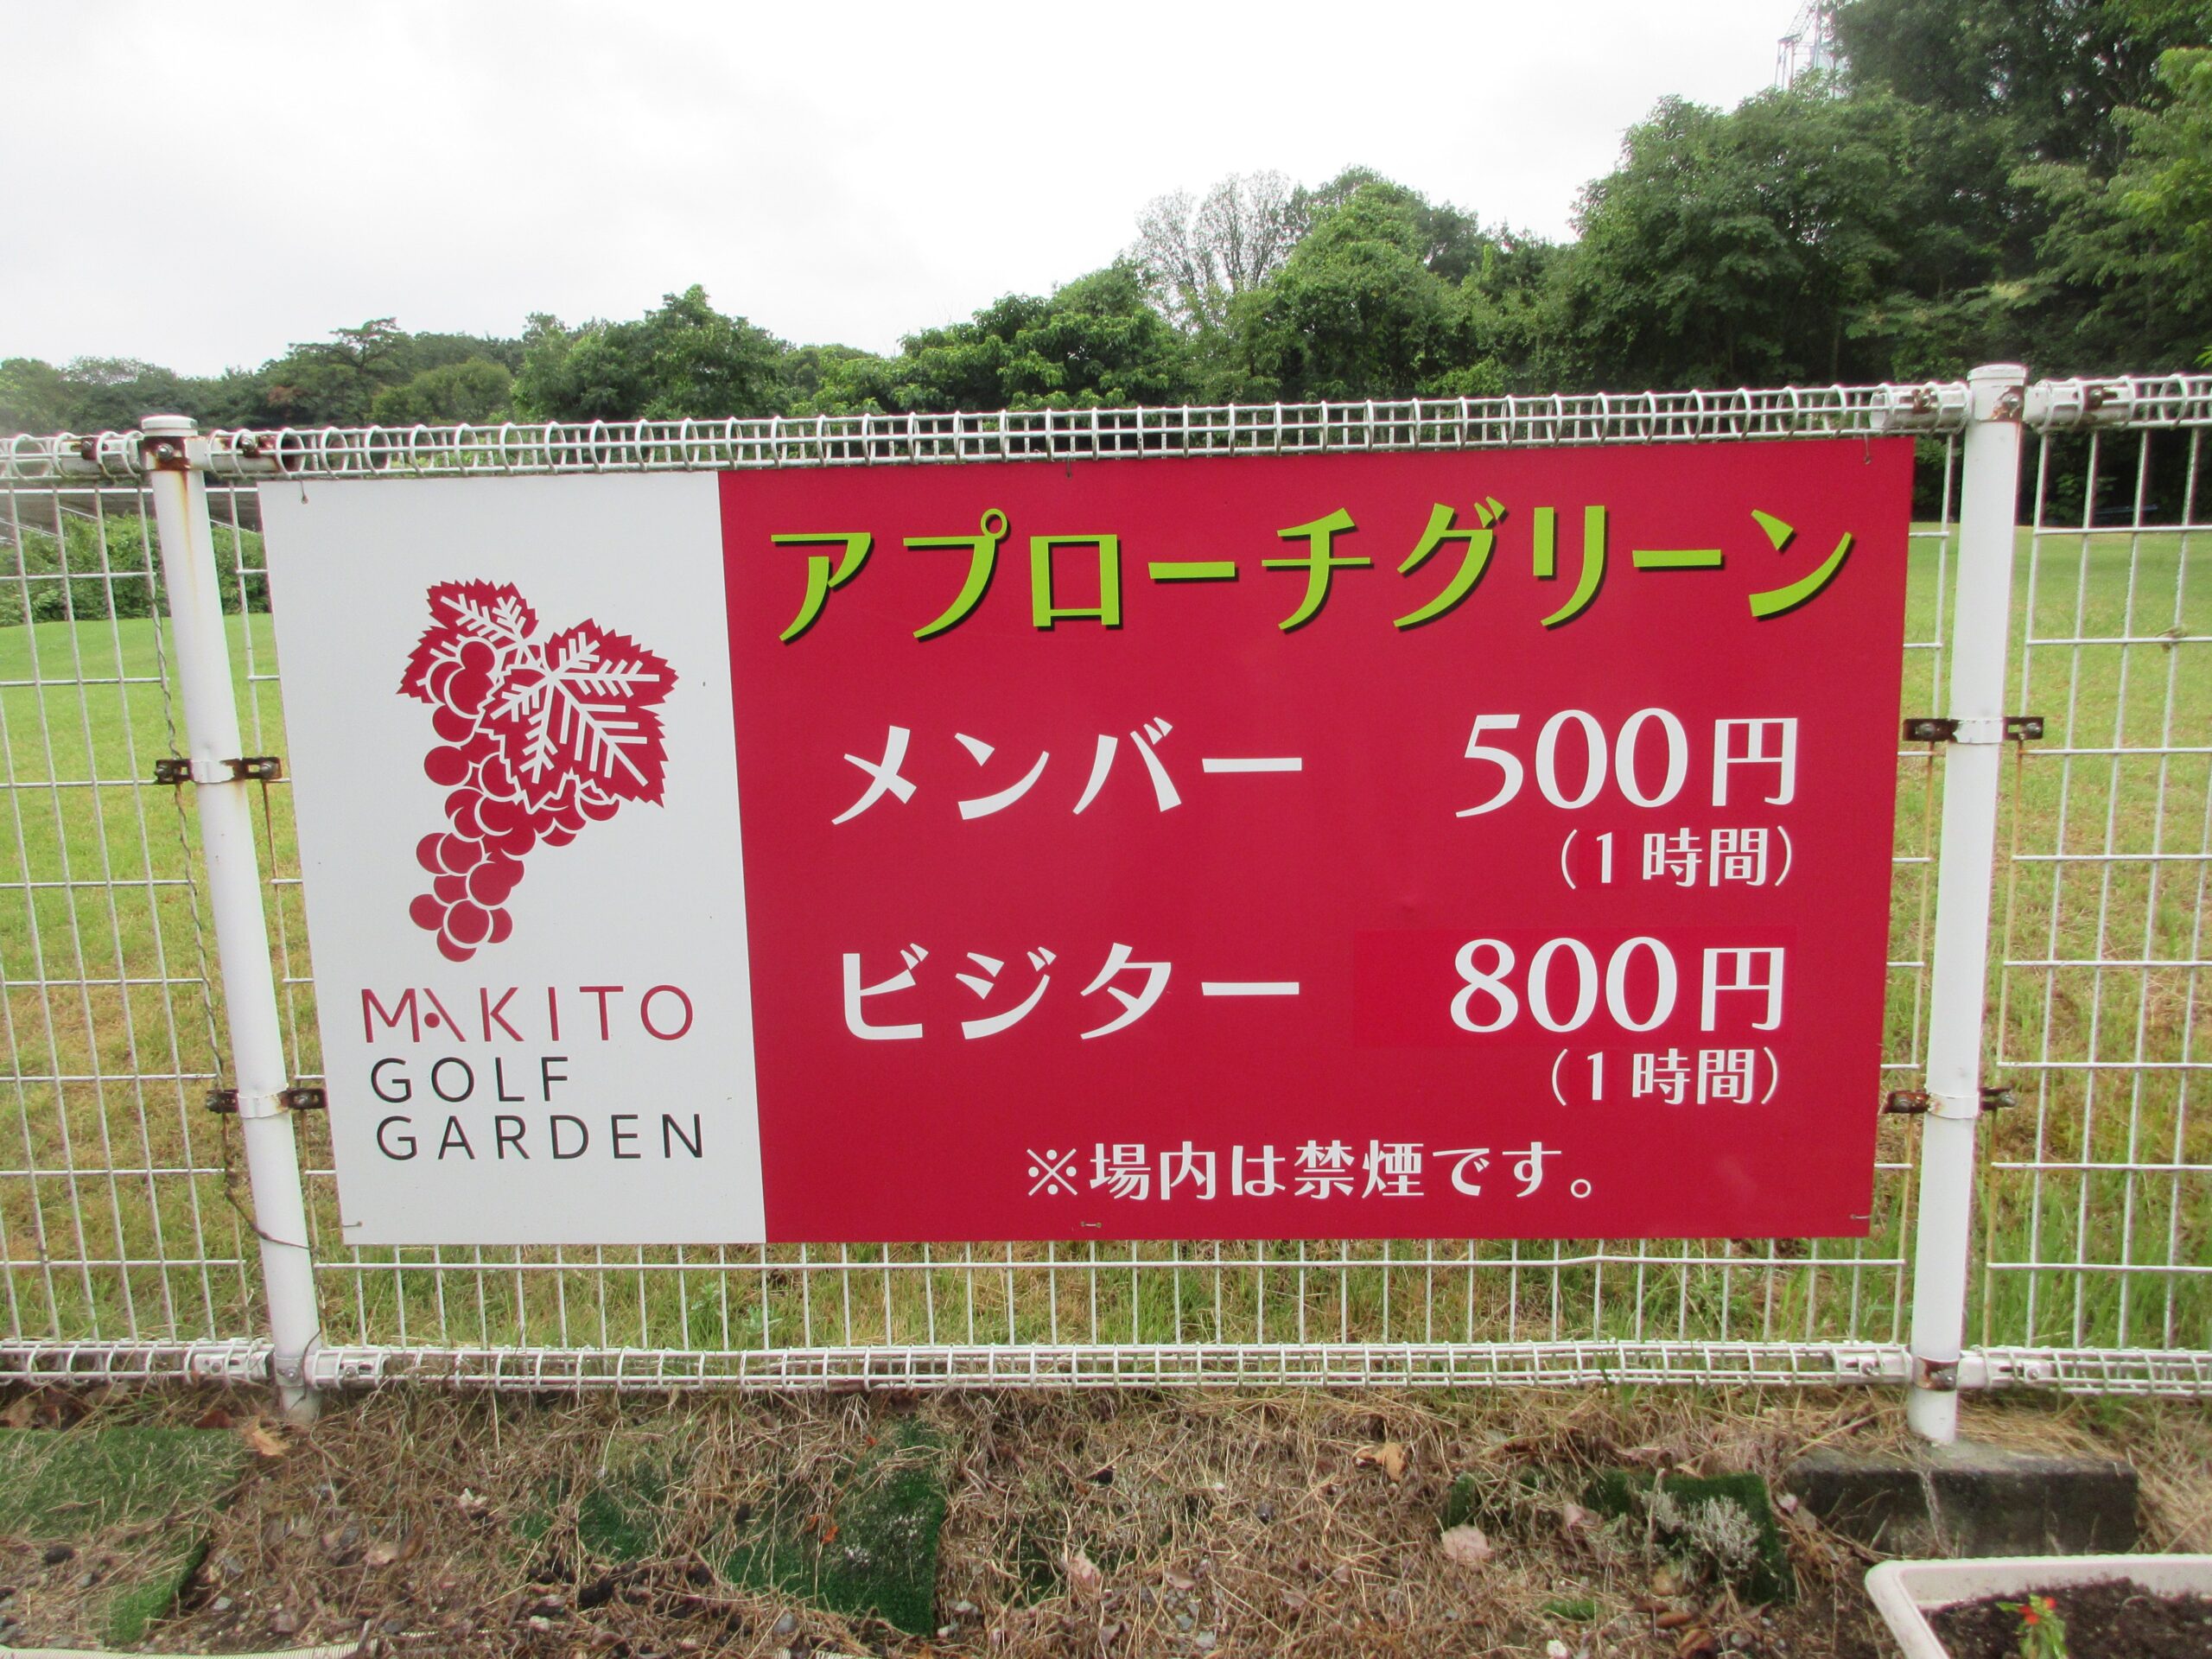 MAKITO
GOLF
GARDEN
アプローチグリーン
メンバー 500円
(1時間)
ビジター 800円
(1時間)
※場内は禁煙です。